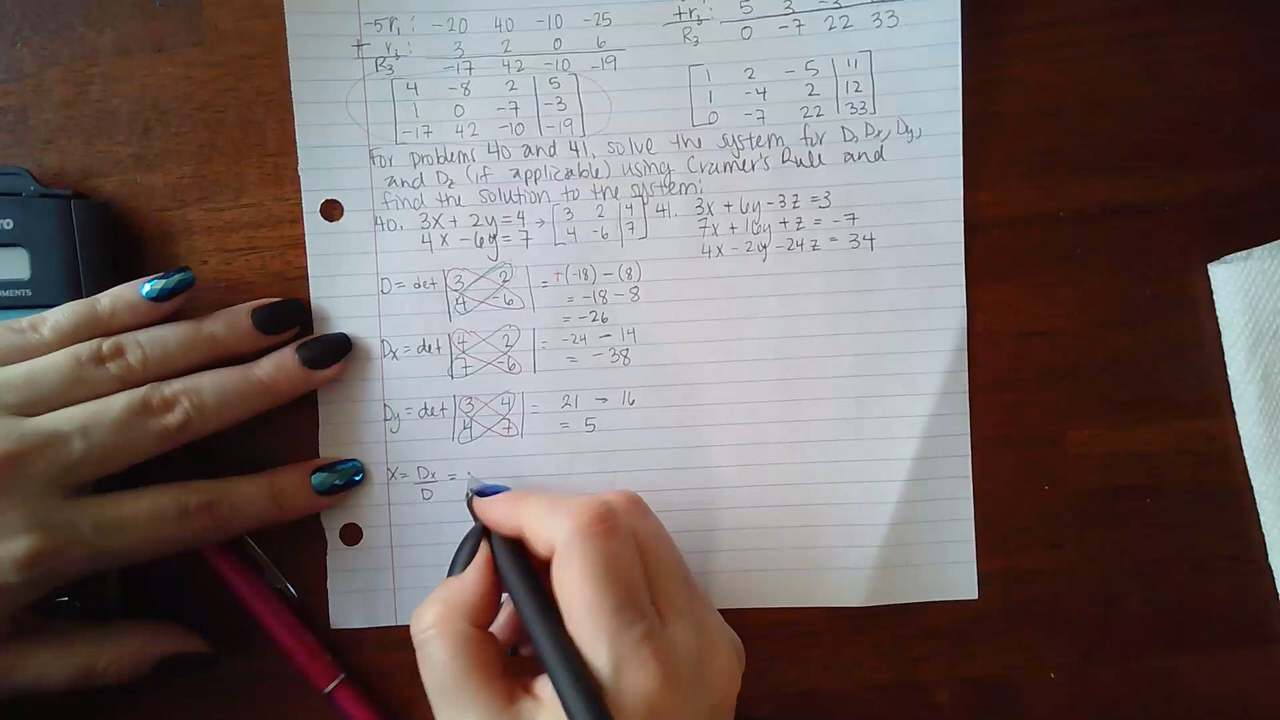 -5r₁: -20 40 -10 -25
+ r₃: 3 2 0 6
R₃ -17 42 -10 -19
4 -8 2 | 5
1 0 -7 | -3
-17 42 -10 | -19
+r₃: 5 3 -3
R₃ 0 -7 22 33
1 2 -5 | 11
1 -4 2 | 12
0 -7 22 | 33
For problems 40 and 41, solve the system for D, Dx, Dy,
and Dz (if applicable) using Cramer's Rule and
find the solution to the system:
40. 3x + 2y = 4 → [3 2 | 4
4x - 6y = 7 4 -6 | 7]
41. 3x + 6y - 3z = 3
7x + 16y + z = -7
4x - 2y - 24z = 34
D = det |3 2
4 -6| = +(-18) - (8)
= -18 - 8
= -26
Dx = det |4 2
7 -6| = -24 - 14
= -38
Dy = det |3 4
4 7| = 21 - 16
= 5
x = Dx/D =
MENTS